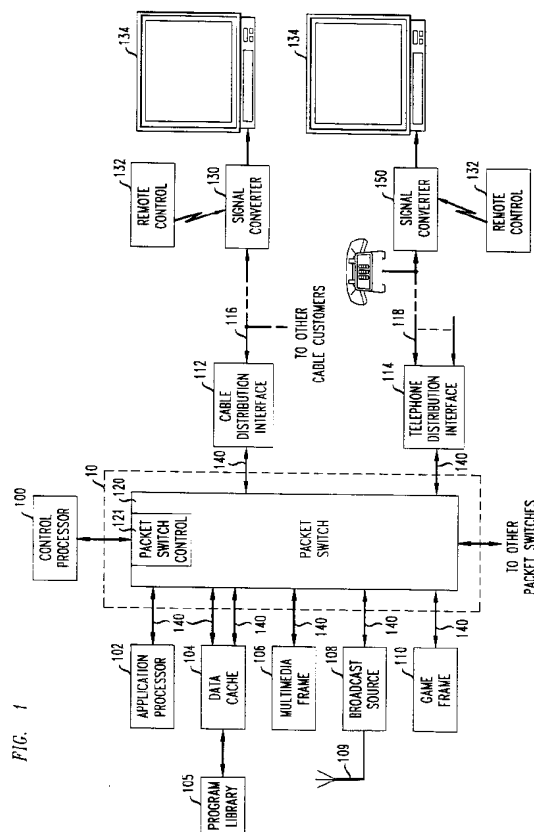 FIG. 1
100
CONTROL
PROCESSOR
10
120
121
PACKET
SWITCH
CONTROL
PACKET
SWITCH
102
APPLICATION
PROCESSOR
140
104
DATA
CACHE
140
140
105
PROGRAM
LIBRARY
106
MULTIMEDIA
FRAME
140
108
BROADCAST
SOURCE
140
109
110
GAME
FRAME
140
TO OTHER
PACKET SWITCHES
140
112
CABLE
DISTRIBUTION
INTERFACE
116
TO OTHER
CABLE CUSTOMERS
132
REMOTE
CONTROL
130
SIGNAL
CONVERTER
134
140
114
TELEPHONE
DISTRIBUTION
INTERFACE
118
150
SIGNAL
CONVERTER
132
REMOTE
CONTROL
134